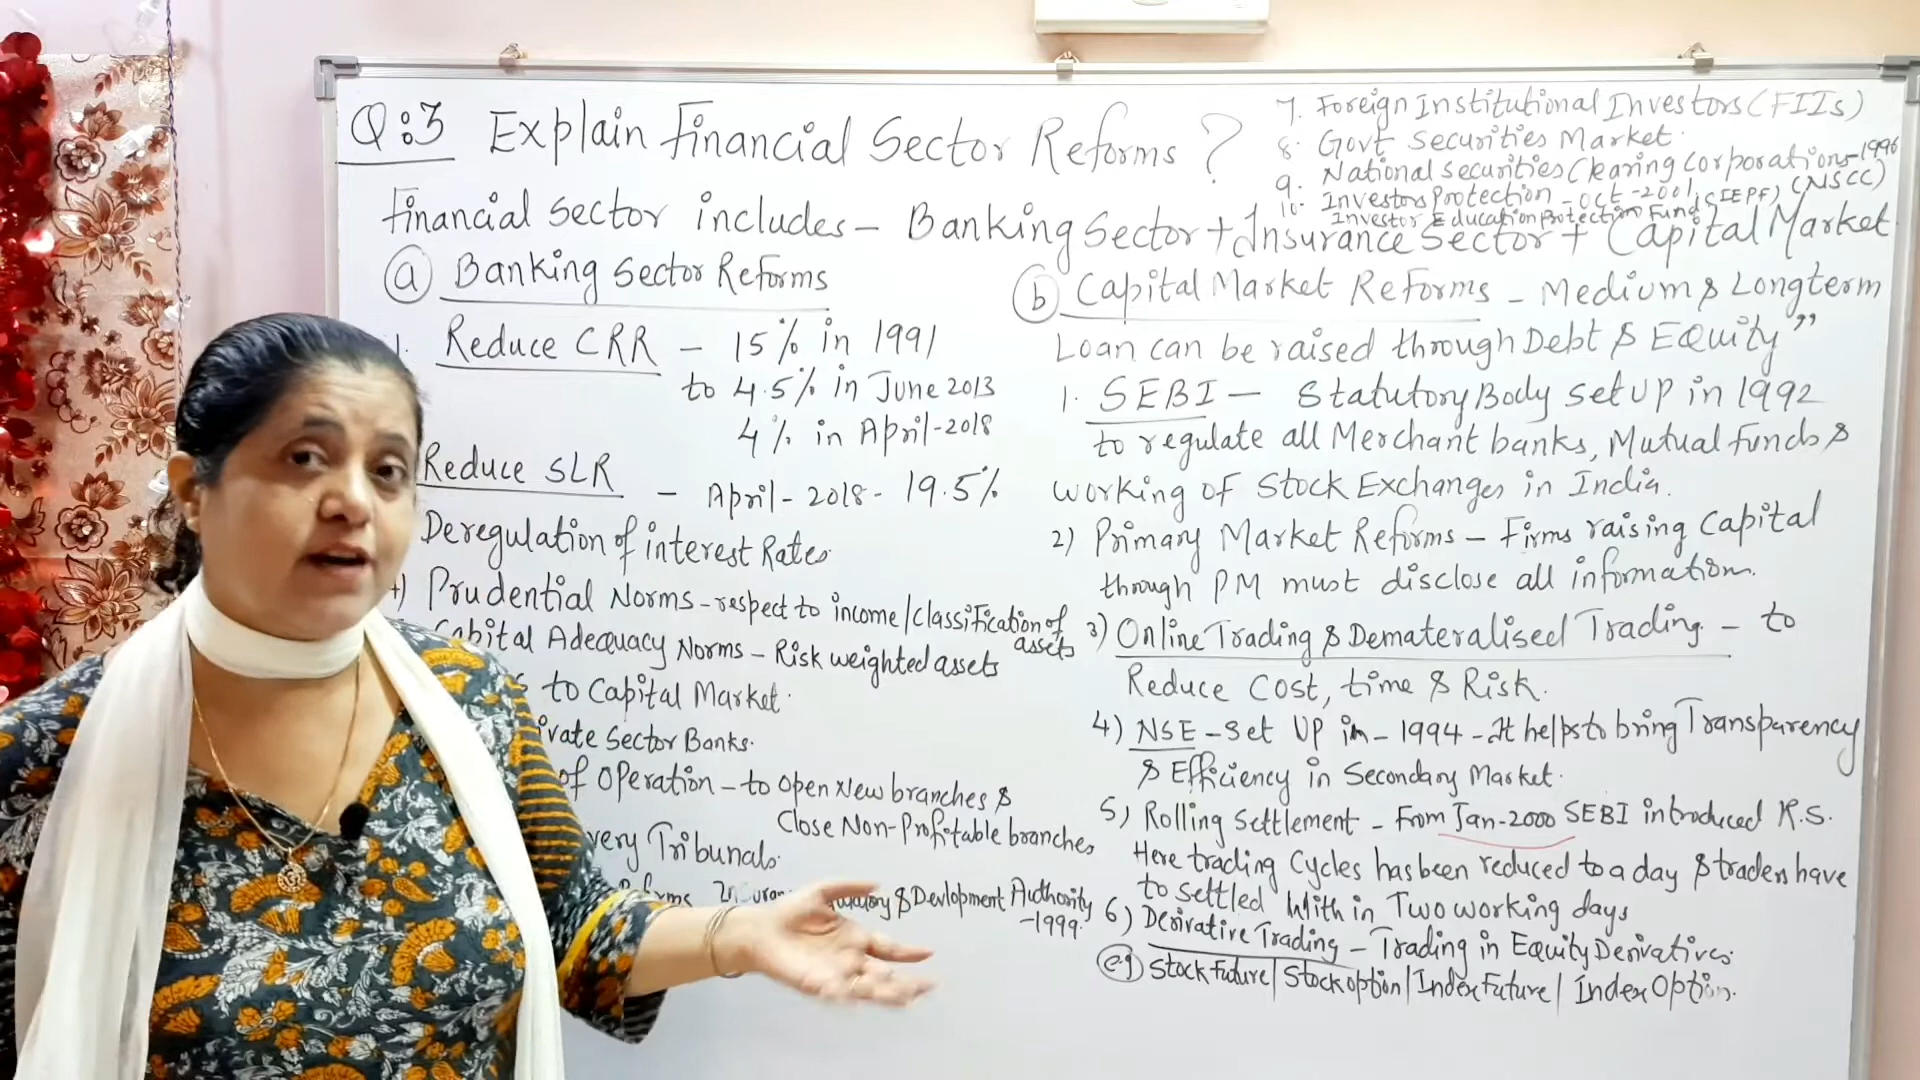 Q:3 Explain Financial Sector Reforms?
Financial sector includes - Banking Sector + Insurance Sector + Capital Market
(a) Banking Sector Reforms
1. Reduce CRR - 15% in 1991
to 4.5% in June 2013
4% in April-2018
Reduce SLR
- April-2018- 19.5%
Deregulation of interest Rates
Prudential Norms - respect to income/classification of
assets
Capital Adequacy Norms - Risk weighted assets
to Capital Market.
Sector Banks.
of Operation - to open New branches &
Close Non-Profitable branches
Tribunals.
& Devlopment Authority
-1999.
7. Foreign Institutional Investors (FIIs)
8. Govt Securities Market.
9. National securities Clearing Corporations-1996
(NSCC)
10. Investors Protection - oct-2001, (IEPF)
Investor Education Protection Fund
(b) Capital Market Reforms - Medium & Longterm
Loan can be raised through Debt & Equity"
1. SEBI - Statutory Body set up in 1992
to regulate all Merchant banks, Mutual funds &
working of Stock Exchanges in India.
2) Primary Market Reforms - Firms raising Capital
through PM must disclose all information.
3) Online Trading & Demateralised Trading - to
Reduce Cost, time & Risk.
4) NSE - Set Up in - 1994 - It helps to bring Transparency
& Efficiency in Secondary Market.
5) Rolling Settlement - From Jan-2000 SEBI introduced R.S.
Here trading Cycles has been reduced to a day & traders have
to settled with in Two working days
6) Derivative Trading - Trading in Equity Derivatives.
(e.g) Stock Future/Stock option/Index Future/Index Option.